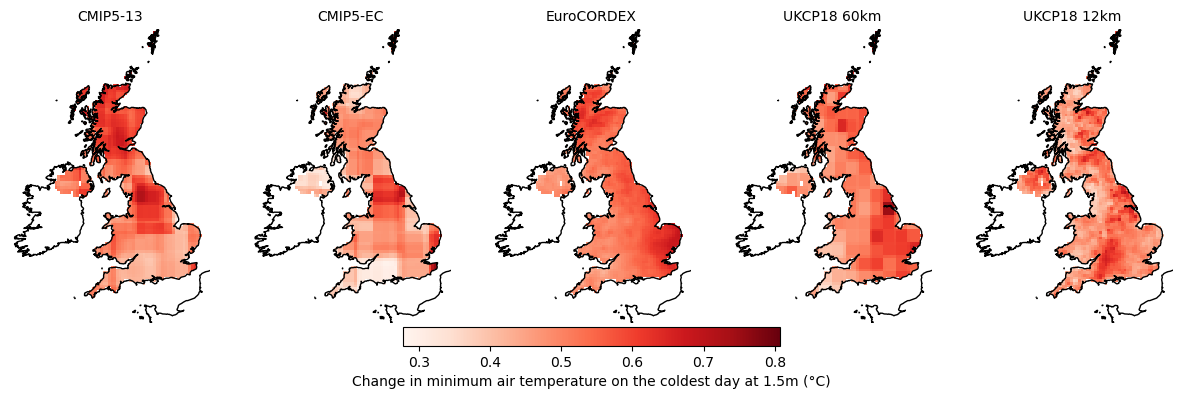 CMIP5-13 CMIP5-EC EuroCORDEX UKCP18 60km UKCP18 12km
0.3 0.4 0.5 0.6 0.7 0.8
Change in minimum air temperature on the coldest day at 1.5m (°C)